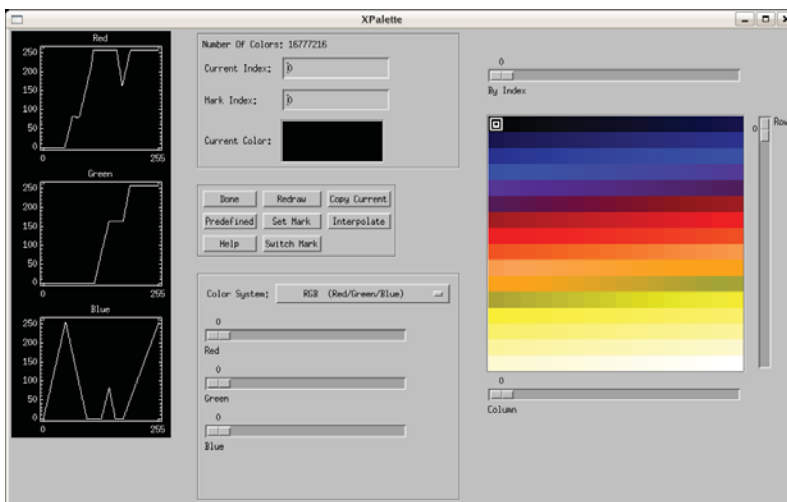 XPalette
Red
250
200
150
100
50
0
0 255
Green
250
200
150
100
50
0
0 255
Blue
250
200
150
100
50
0
0 255
Number Of Colors: 16777216
Current Index: 0
Mark Index: 0
Current Color:
Done Redraw Copy Current
Predefined Set Mark Interpolate
Help Switch Mark
Color System: RGB (Red/Green/Blue)
0
Red
0
Green
0
Blue
0
By Index
0 Row
0
Column